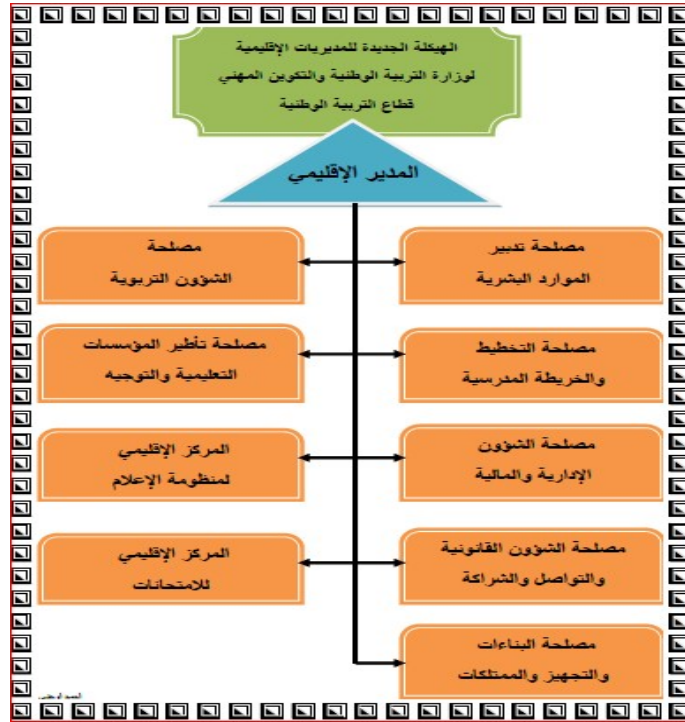 الهيكلة الجديدة للمديريات الإقليمية
لوزارة التربية الوطنية والتكوين المهني
قطاع التربية الوطنية
المدير الإقليمي
مصلحة تدبير
الموارد البشرية
مصلحة
الشؤون التربوية
مصلحة التخطيط
والخريطة المدرسية
مصلحة تأطير المؤسسات
التعليمية والتوجيه
مصلحة الشؤون
الإدارية والمالية
المركز الإقليمي
لمنظومة الإعلام
مصلحة الشؤون القانونية
والتواصل والشراكة
المركز الإقليمي
للامتحانات
مصلحة البناءات
والتجهيز والممتلكات